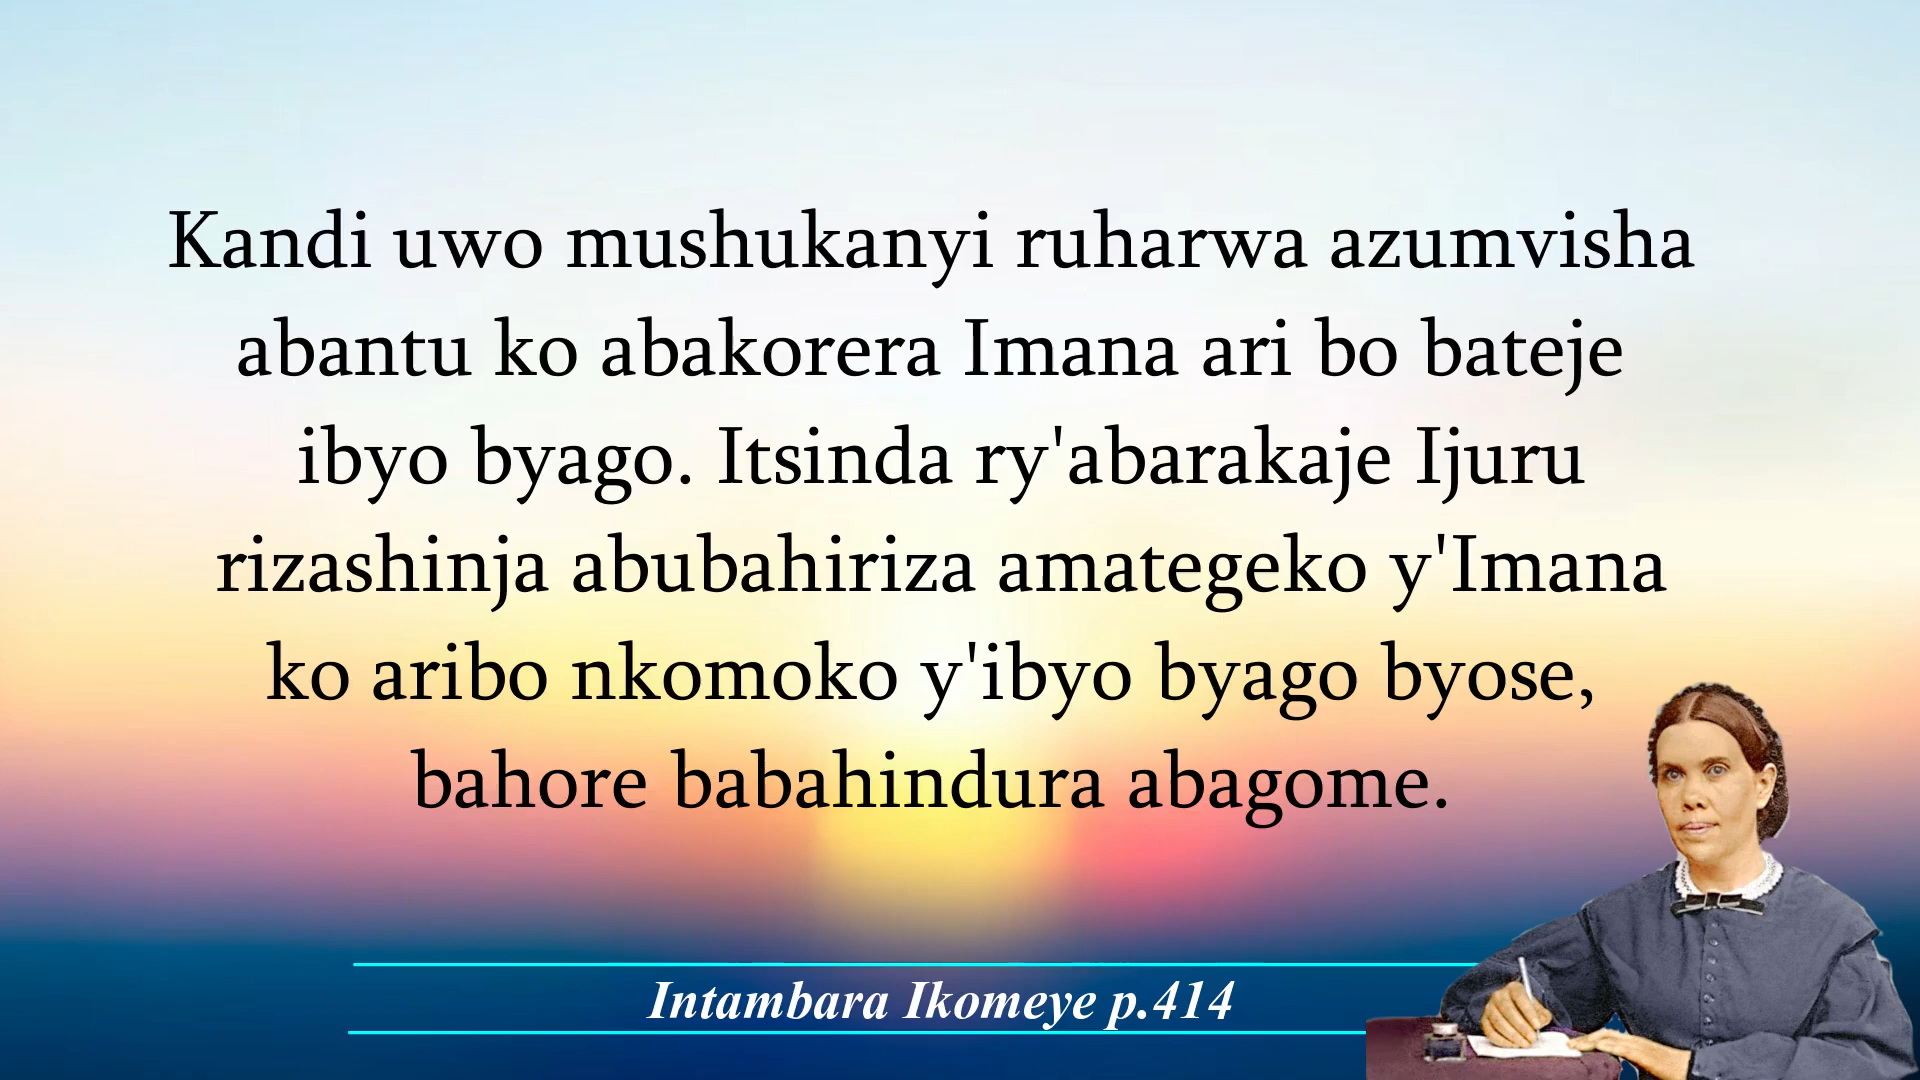 Kandi uwo mushukanyi ruharwa azumvisha
abantu ko abakorera Imana ari bo bateje
ibyo byago. Itsinda ry'abarakaje Ijuru
rizashinja abubahiriza amategeko y'Imana
ko aribo nkomoko y'ibyo byago byose,
bahore babahindura abagome.
Intambara Ikomeye p.414